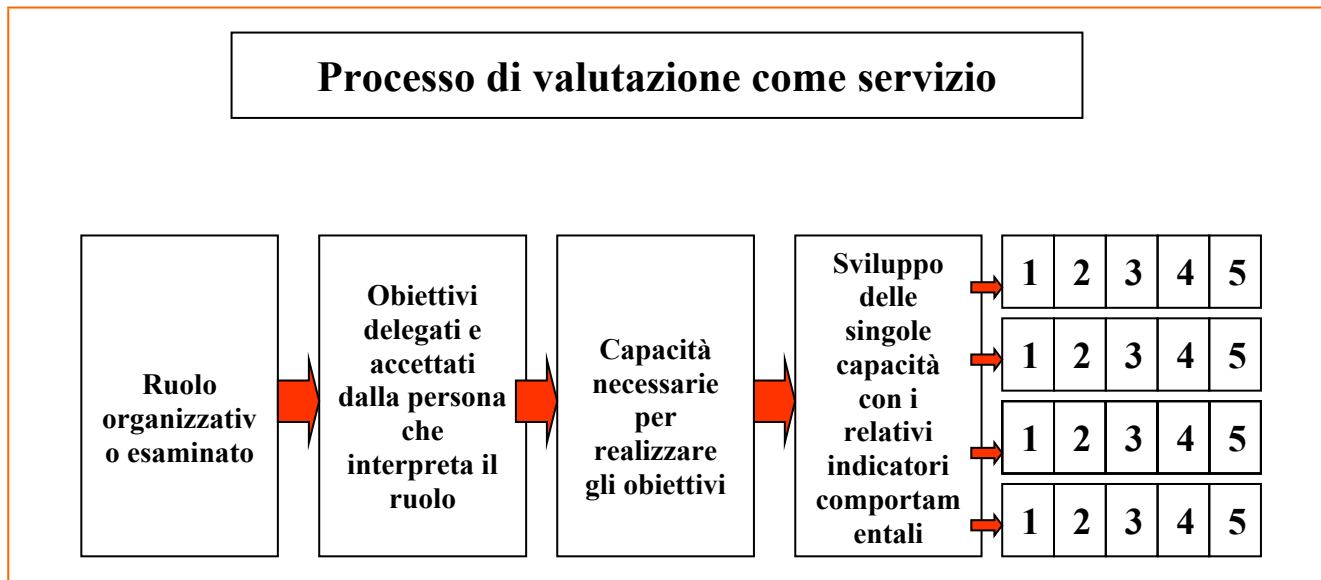 Processo di valutazione come servizio
Ruolo
organizzativ
o esaminato
Obiettivi
delegati e
accettati
dalla persona
che
interpreta il
ruolo
Capacità
necessarie
per
realizzare
gli obiettivi
Sviluppo
delle
singole
capacità
con i
relativi
indicatori
comportam
entali
1 2 3 4 5
1 2 3 4 5
1 2 3 4 5
1 2 3 4 5